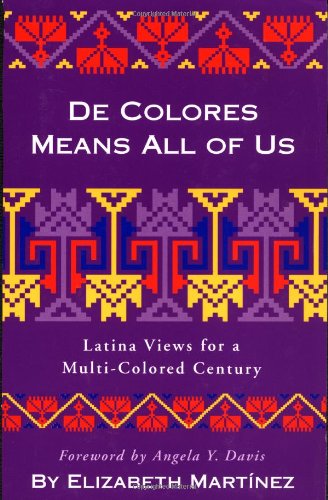 DE COLORES
MEANS ALL OF US
Latina Views for a
Multi-Colored Century
Foreword by Angela Y. Davis
BY ELIZABETH MARTÍNEZ